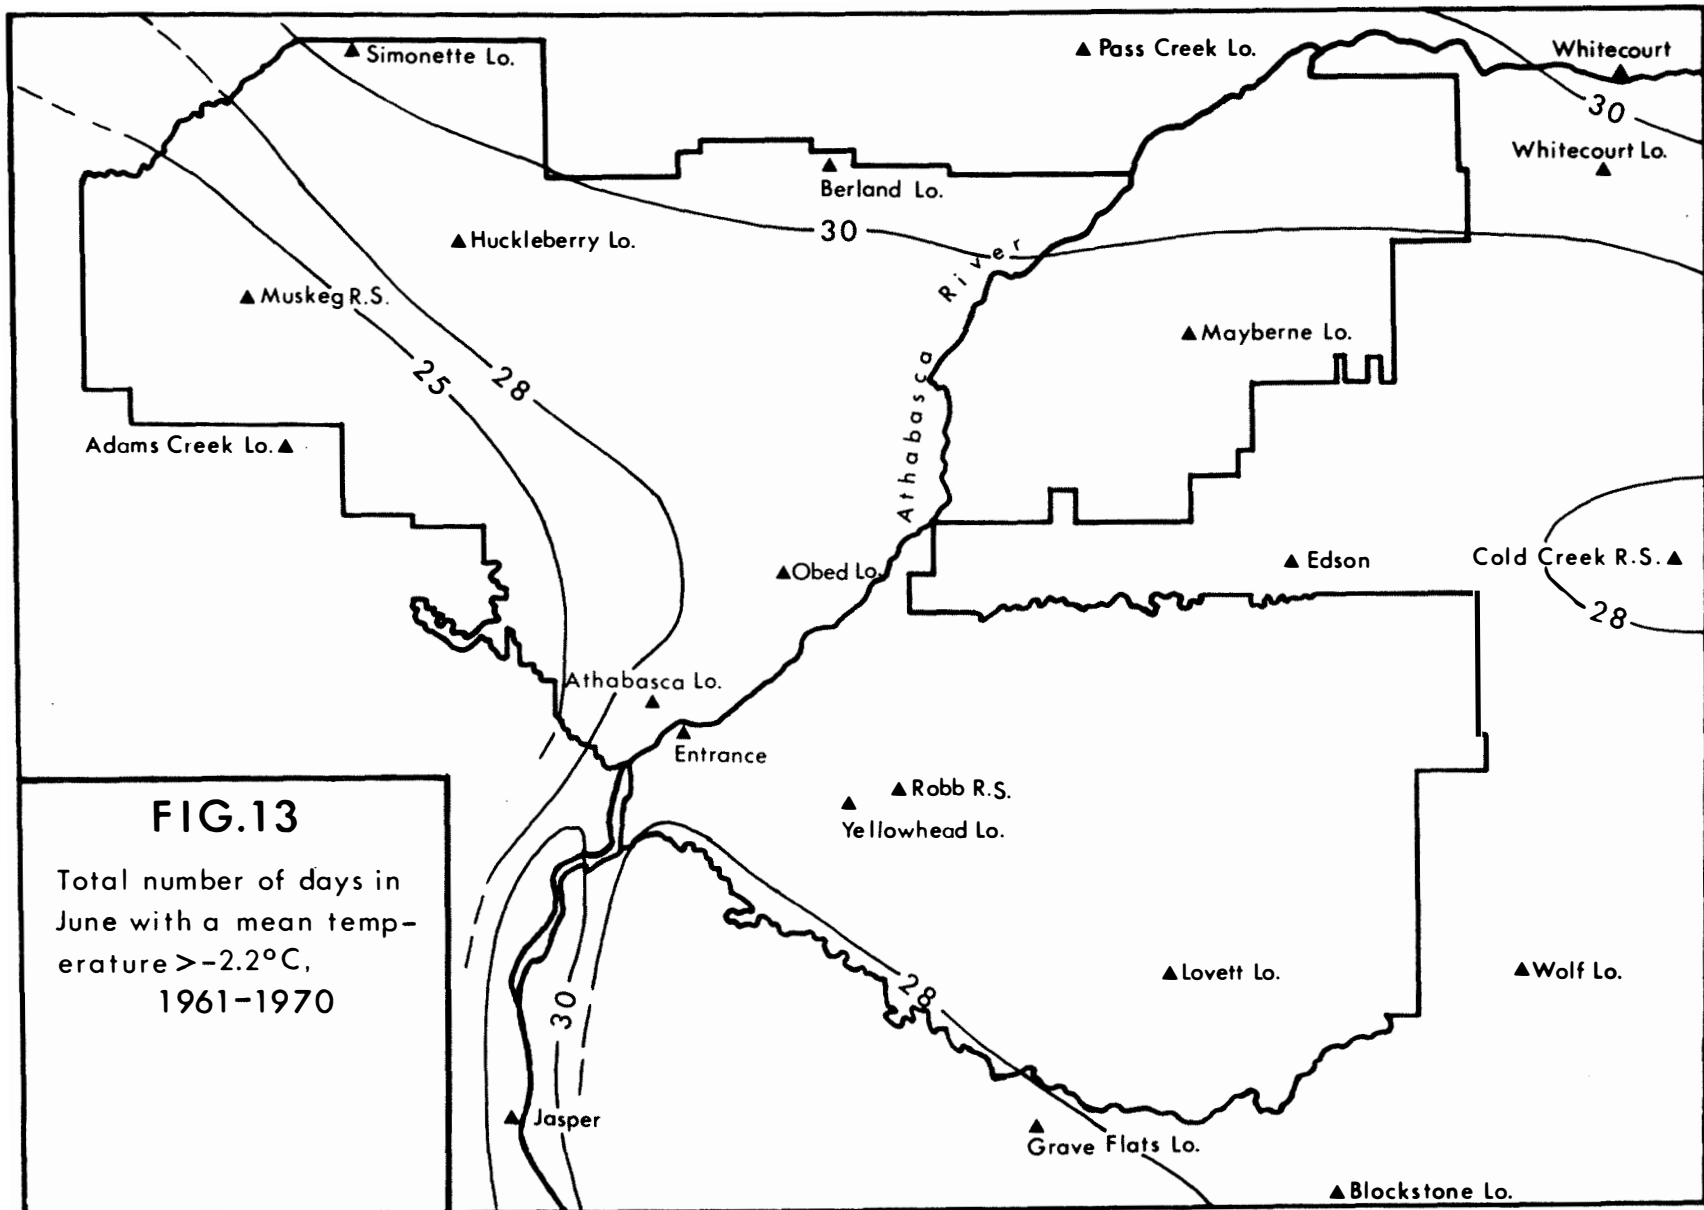 Simonette Lo.
Pass Creek Lo.
Whitecourt
30
Whitecourt Lo.
Berland Lo.
30
Huckleberry Lo.
Muskeg R.S.
Athabasca River
Mayberne Lo.
25
28
Adams Creek Lo.
Obed Lo.
Edson
Cold Creek R.S.
28
Athabasca Lo.
Entrance
Robb R.S.
Yellowhead Lo.
FIG.13
Total number of days in
June with a mean temp-
erature >-2.2°C,
1961-1970
28
30
Lovett Lo.
Wolf Lo.
Jasper
Grave Flats Lo.
Blockstone Lo.